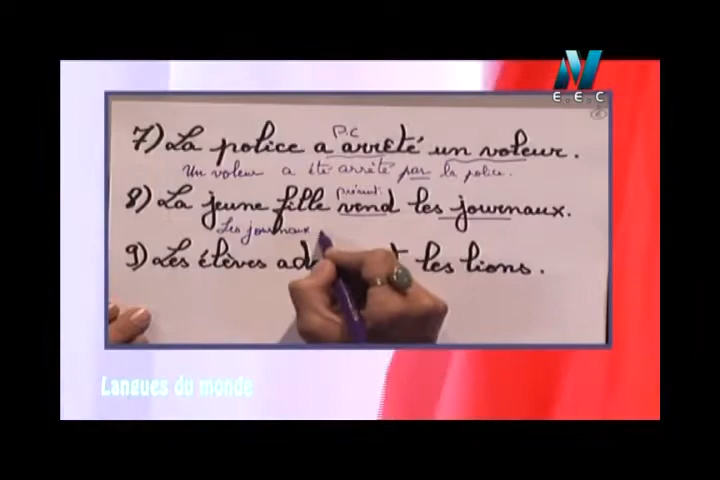 N
E.E.C
7) La police a arrêté un voleur.
P.C
Un voleur a été arrêté par la police.
8) La jeune fille vend les journaux.
présent
Les journaux
9) Les élèves les lions.
Langues du monde